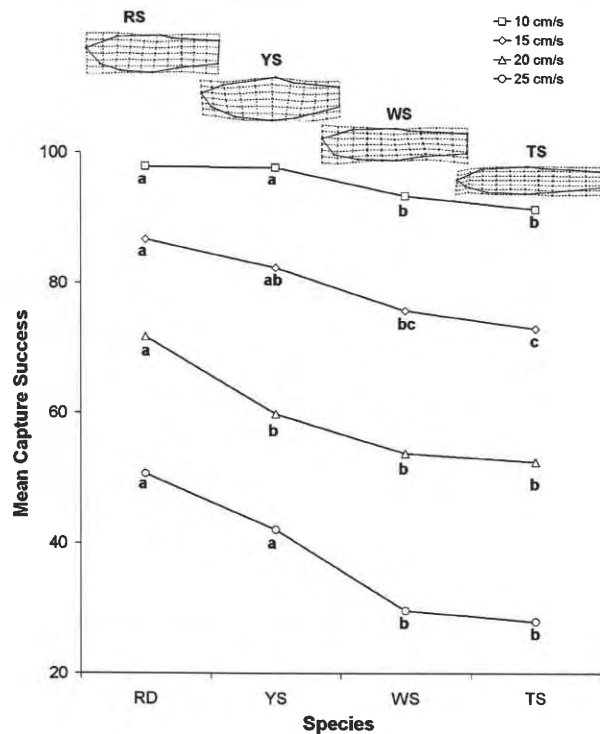 RS
YS
WS
TS
10 cm/s
15 cm/s
20 cm/s
25 cm/s
Mean Capture Success
100
80
60
40
20
a
a
b
b
a
ab
bc
c
a
b
b
b
a
a
b
b
RD
YS
WS
TS
Species